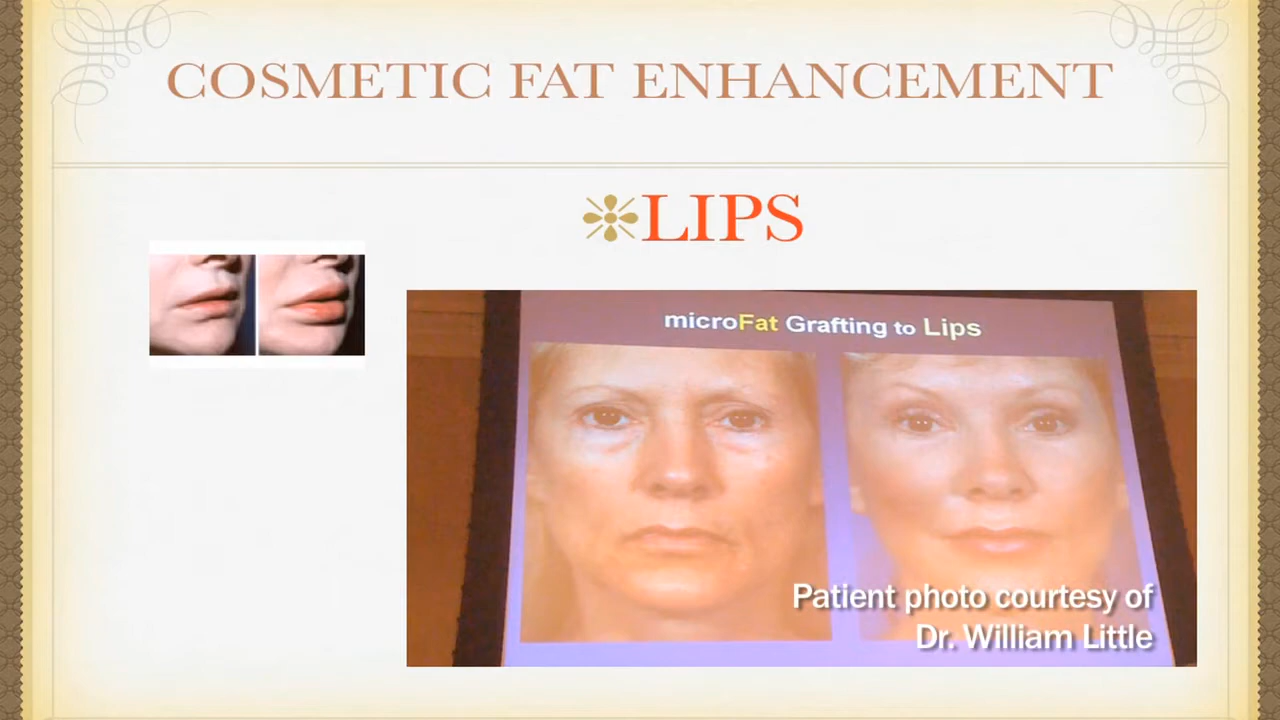 COSMETIC FAT ENHANCEMENT
LIPS
microFat Grafting to Lips
Patient photo courtesy of
Dr. William Little